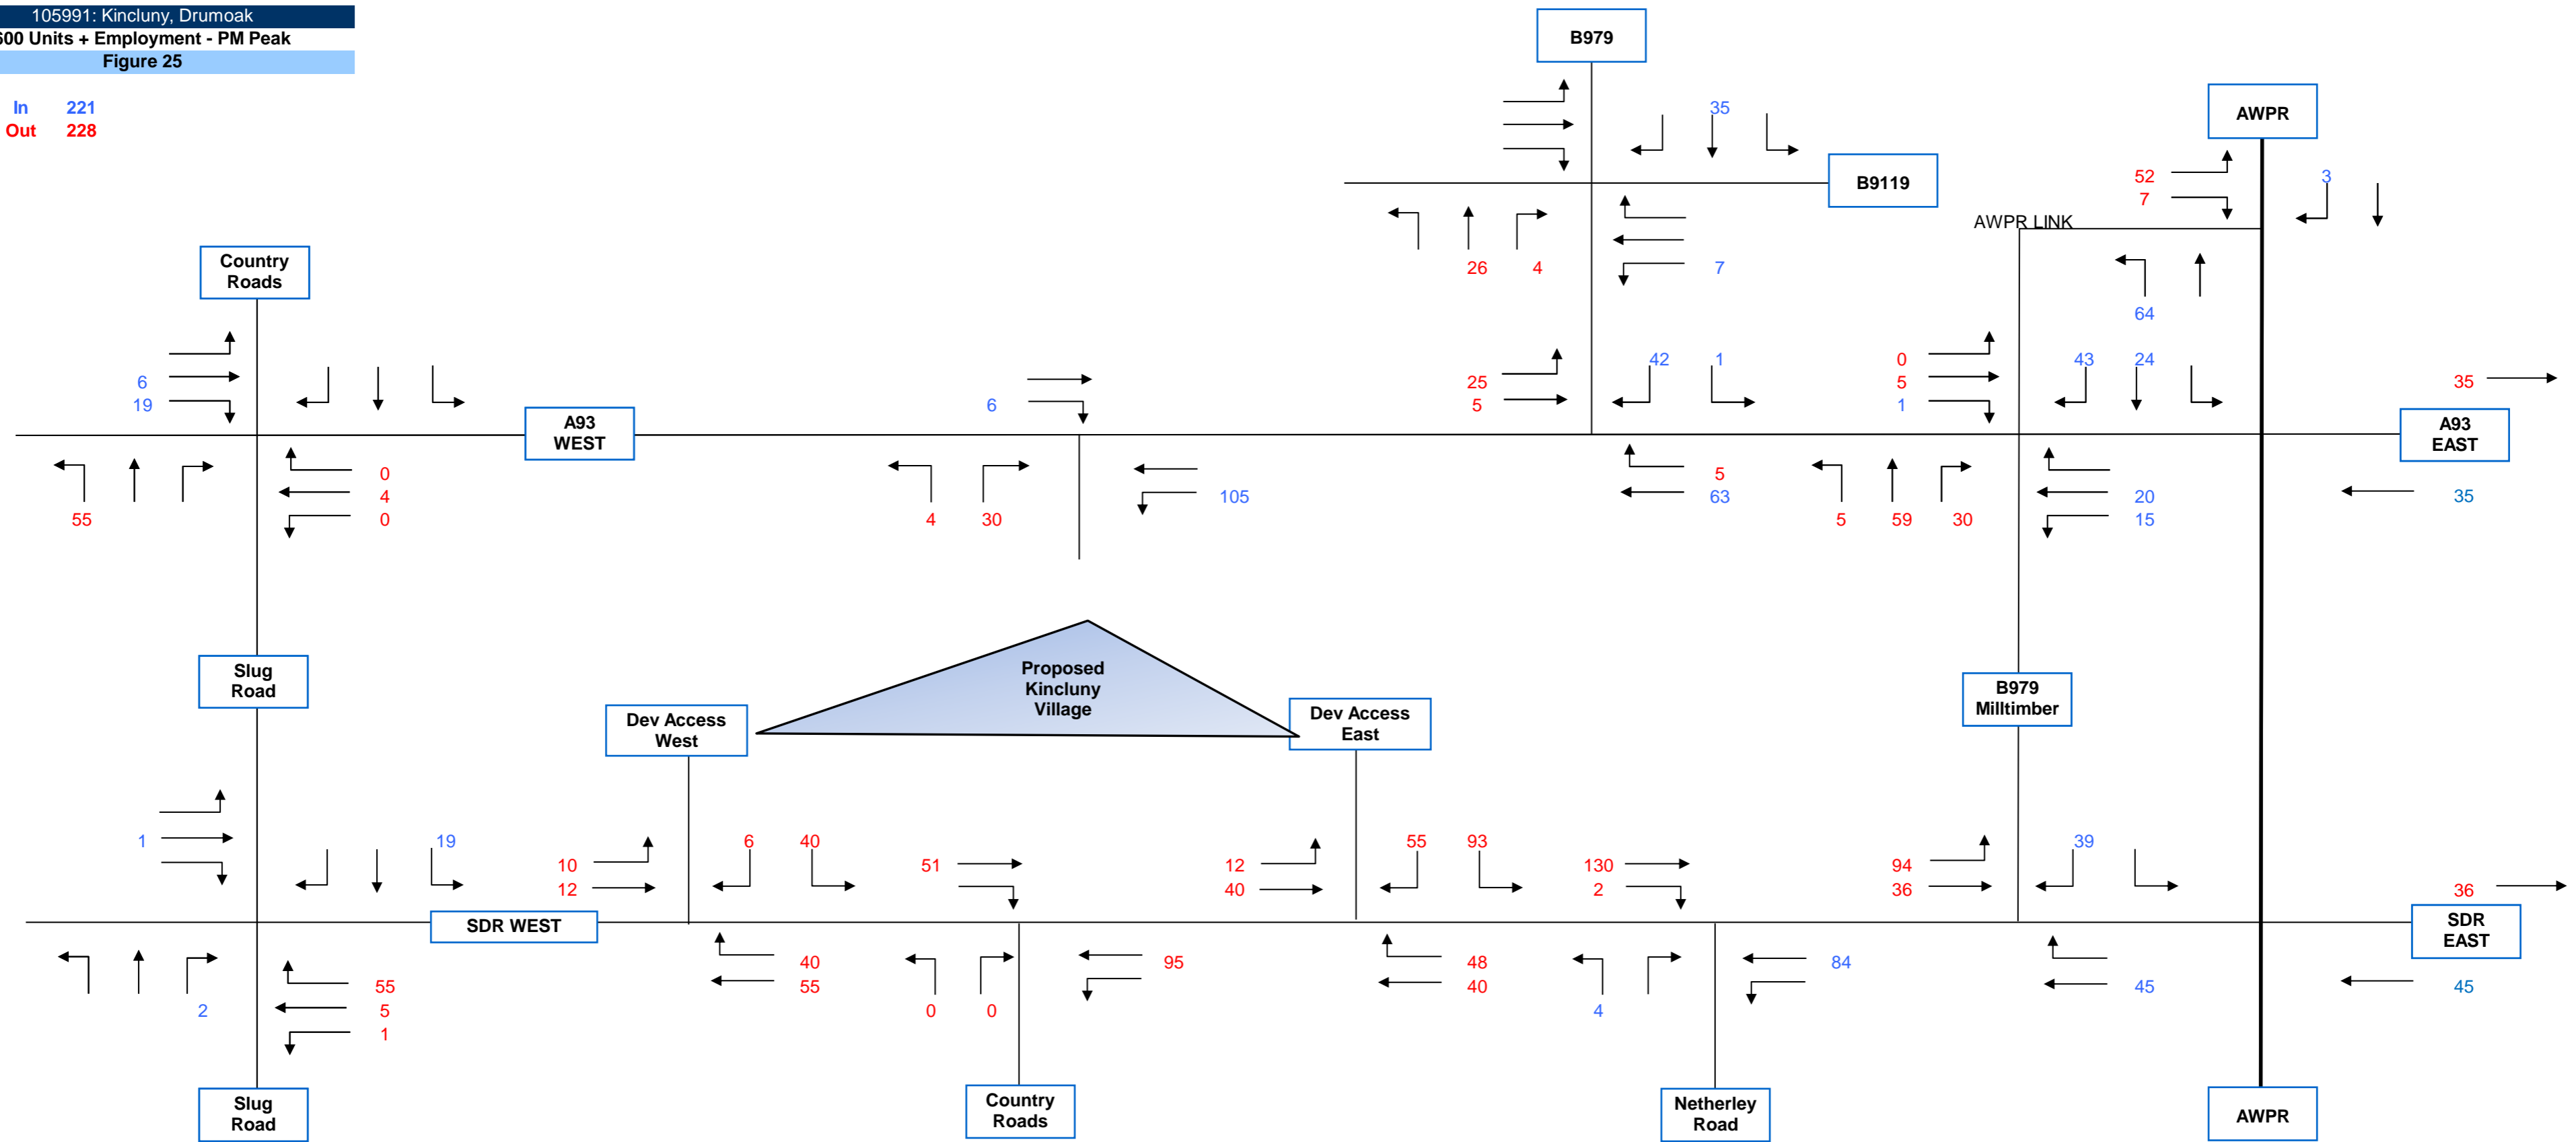 105991: Kincluny, Drumoak
600 Units + Employment - PM Peak
Figure 25
In 221
Out 228
B979
35
AWPR
B9119
52
7
3
AWPR LINK
26 4
7
64
Country
Roads
6
19
6
25
5
42 1
0
5
1
43 24
35
A93
WEST
A93
EAST
0
4
0
55
4 30
105
5
63
5 59 30
20
15
35
Slug
Road
Proposed
Kincluny
Village
Dev Access
West
Dev Access
East
B979
Milltimber
1
19
10
12
6 40
51
12
40
55 93
130
2
94
36
39
36
SDR WEST
SDR
EAST
2
55
5
1
40
55
0 0
95
48
40
4
84
45
45
Slug
Road
Country
Roads
Netherley
Road
AWPR